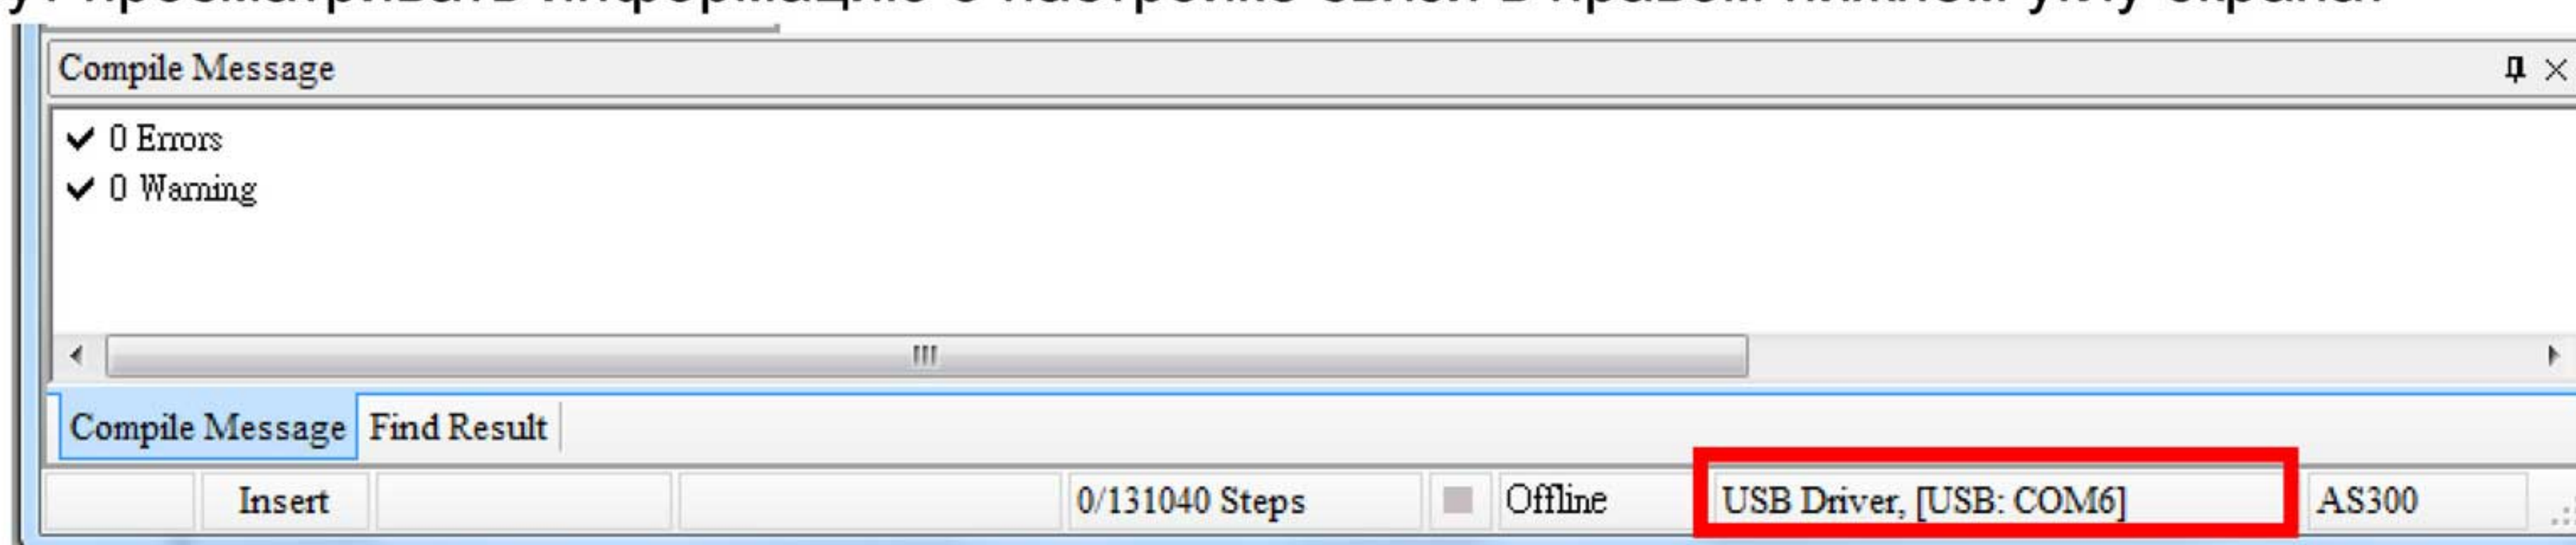 Compile Message
0 Errors
0 Warning
Compile Message Find Result
Insert 0/131040 Steps Offline USB Driver, [USB: COM6] AS300